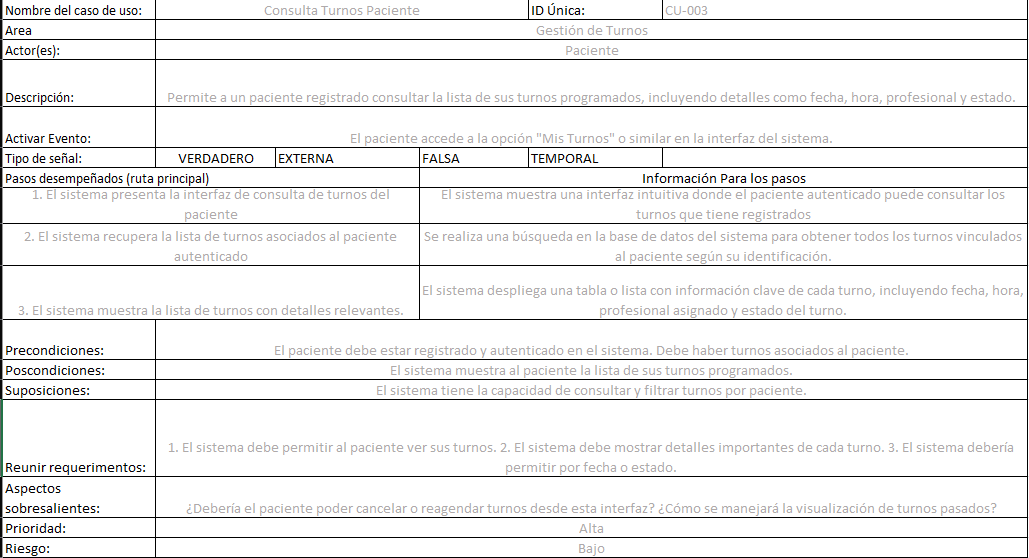 Nombre del caso de uso: Consulta Turnos Paciente ID Única: CU-003
Area Gestión de Turnos
Actor(es): Paciente
Descripción: Permite a un paciente registrado consultar la lista de sus turnos programados, incluyendo detalles como fecha, hora, profesional y estado.
Activar Evento: El paciente accede a la opción "Mis Turnos" o similar en la interfaz del sistema.
Tipo de señal: VERDADERO EXTERNA FALSA TEMPORAL
Pasos desempeñados (ruta principal) Información Para los pasos
1. El sistema presenta la interfaz de consulta de turnos del
paciente
El sistema muestra una interfaz intuitiva donde el paciente autenticado puede consultar los
turnos que tiene registrados
2. El sistema recupera la lista de turnos asociados al paciente
autenticado
Se realiza una búsqueda en la base de datos del sistema para obtener todos los turnos vinculados
al paciente según su identificación.
3. El sistema muestra la lista de turnos con detalles relevantes.
El sistema despliega una tabla o lista con información clave de cada turno, incluyendo fecha, hora,
profesional asignado y estado del turno.
Precondiciones: El paciente debe estar registrado y autenticado en el sistema. Debe haber turnos asociados al paciente.
Poscondiciones: El sistema muestra al paciente la lista de sus turnos programados.
Suposiciones: El sistema tiene la capacidad de consultar y filtrar turnos por paciente.
Reunir requerimentos:
1. El sistema debe permitir al paciente ver sus turnos. 2. El sistema debe mostrar detalles importantes de cada turno. 3. El sistema debería
permitir por fecha o estado.
Aspectos
sobresalientes:
¿Debería el paciente poder cancelar o reagendar turnos desde esta interfaz? ¿Cómo se manejará la visualización de turnos pasados?
Prioridad: Alta
Riesgo: Bajo